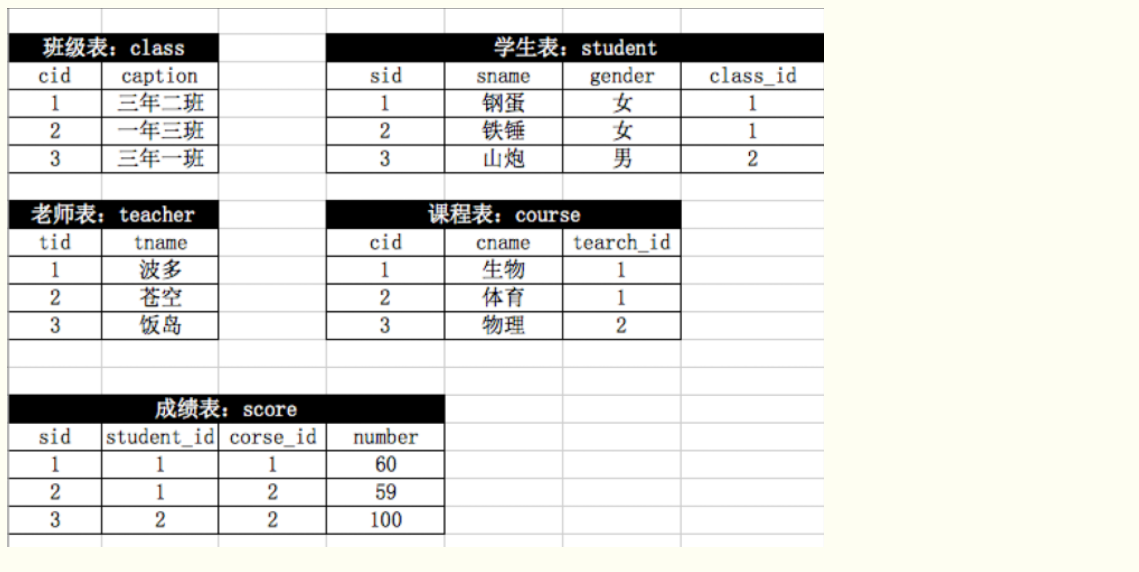 班级表：class 学生表：student
cid caption sid sname gender class_id
1 三年二班 1 钢蛋 女 1
2 一年三班 2 铁锤 女 1
3 三年一班 3 山炮 男 2
老师表：teacher 课程表：course
tid tname cid cname tearch_id
1 波多 1 生物 1
2 苍空 2 体育 1
3 饭岛 3 物理 2
成绩表：score
sid student_id corse_id number
1 1 1 60
2 1 2 59
3 2 2 100